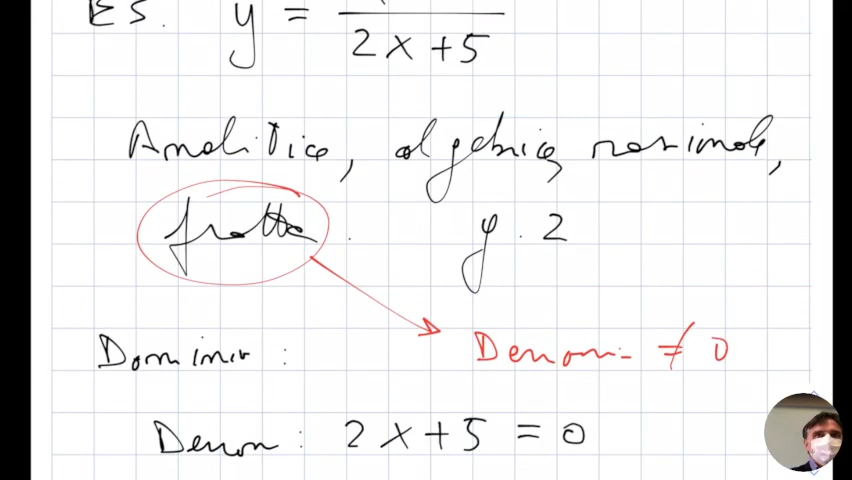 ES. y =
2x+5
Analitica, algebrica, razionale,
fratta. g. 2
Dominio:
Denom. ≠ 0
Denom: 2x+5 = 0